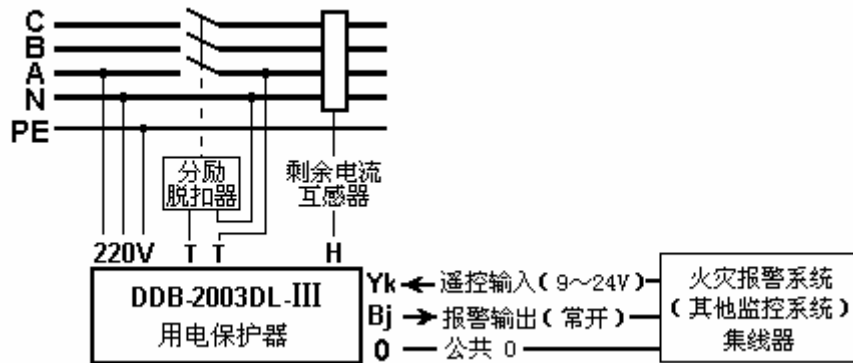 C
B
A
N
PE
分励
脱扣器
剩余电流
互感器
220V T T H
DDB-2003DL-III
用电保护器
Yk 遥控输入(9～24V)
Bj 报警输出(常开)
0 公共 0
火灾报警系统
(其他监控系统)
集线器